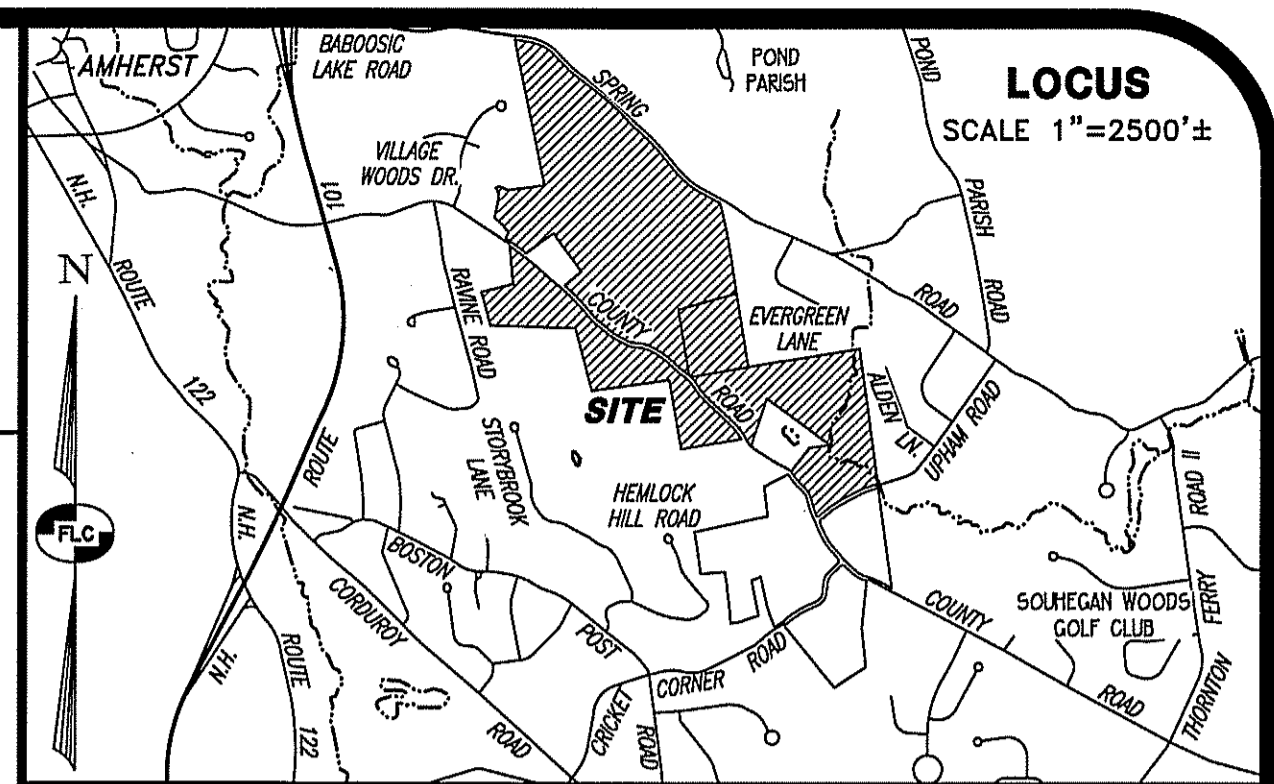 LOCUS
SCALE 1"=2500'±
AMHERST
BABOOSIC
LAKE ROAD
SPRING
POND
PARISH
POND
PARISH
ROAD
VILLAGE
WOODS DR.
N.H.
ROUTE
122
101
N
RAVINE ROAD
COUNTY
ROAD
EVERGREEN
LANE
ROAD
ALDEN
LN.
UPHAM ROAD
SITE
STORYBROOK
LANE
HEMLOCK
HILL ROAD
ROUTE
FLC
N.H.
BOSTON
POST
ROAD
CORDUROY
ROAD
COUNTY
ROAD
SOUHEGAN WOODS
GOLF CLUB
THORNTON
FERRY
ROAD II
N.H.
ROUTE
122
CRICKET
CORNER
ROAD